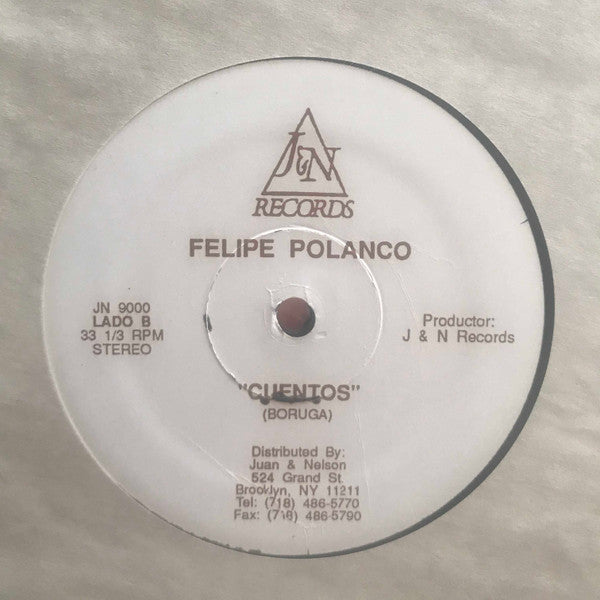 J&N
RECORDS
FELIPE POLANCO
JN 9000
LADO B
33 1/3 RPM
STEREO
Productor:
J & N Records
"CUENTOS"
(BORUGA)
Distributed By:
Juan & Nelson
524 Grand St.
Brooklyn, NY 11211
Tel: (718) 486-5770
Fax: (718) 486-5790